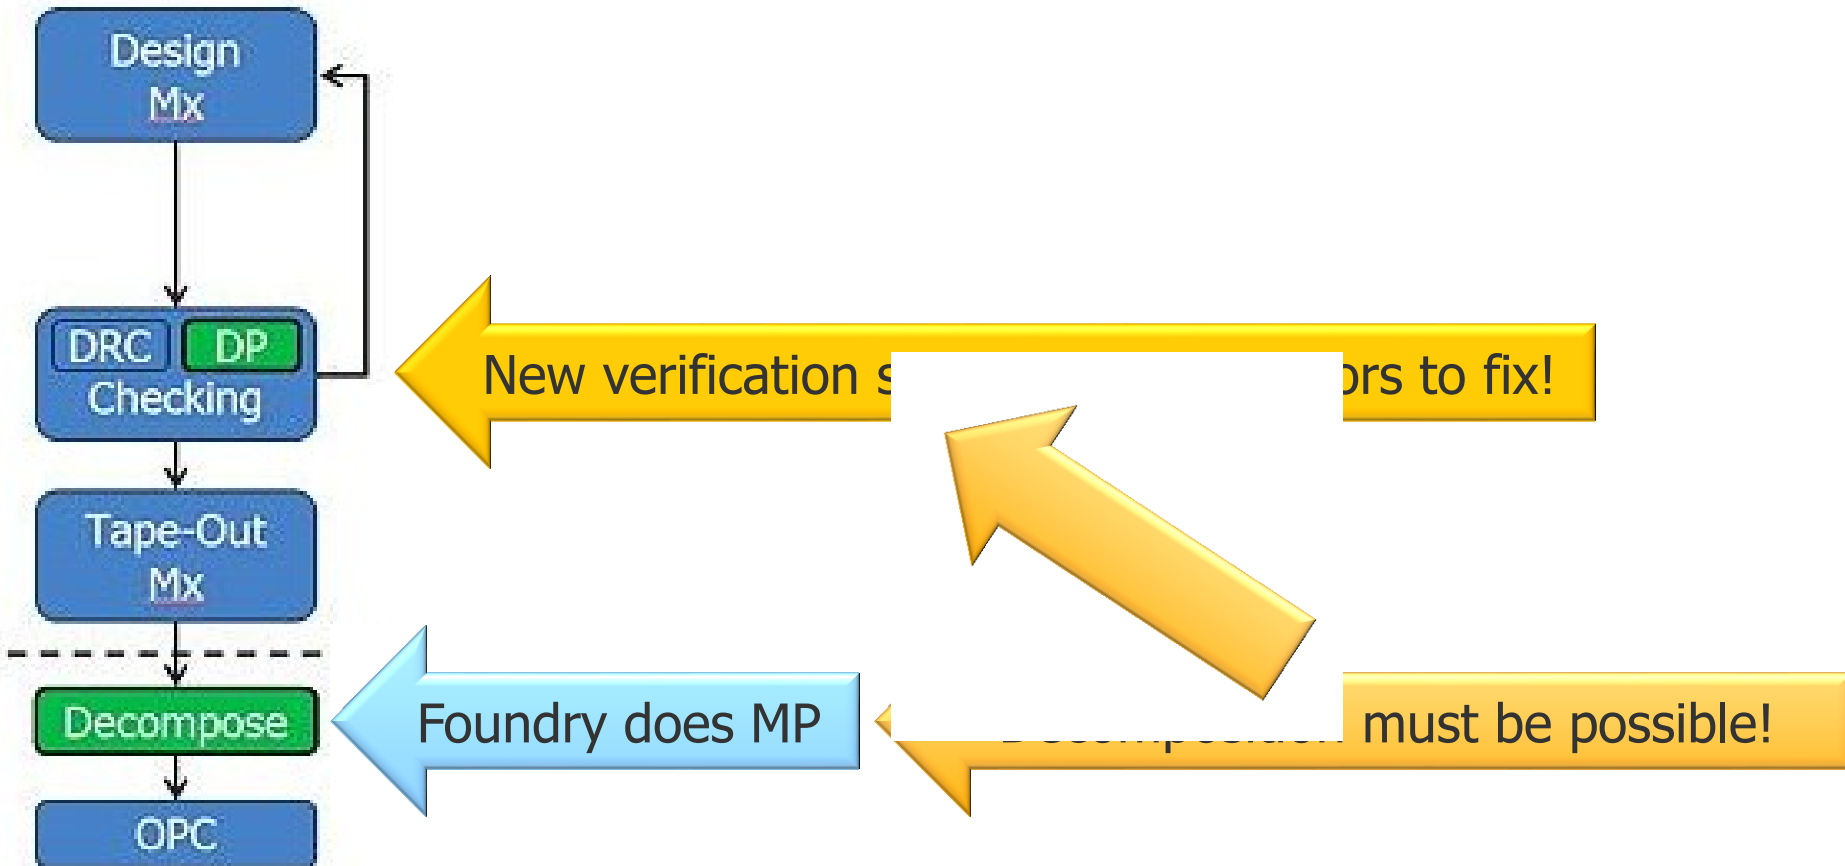 Design
Mx
DRC DP
Checking
New verification ors to fix!
Tape-Out
Mx
Decompose
Foundry does MP
must be possible!
OPC